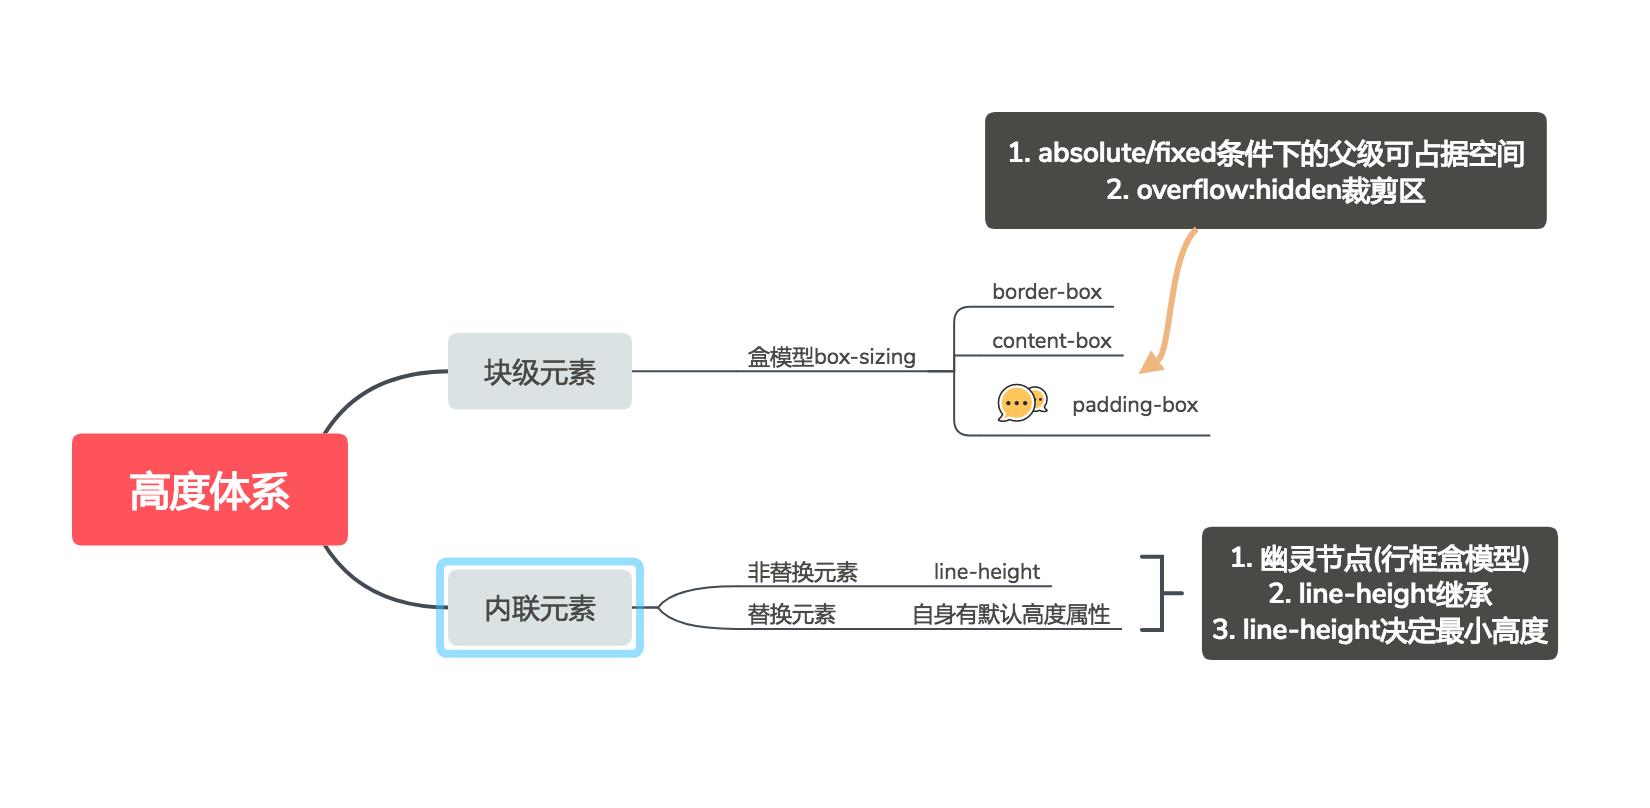 1. absolute/fixed条件下的父级可占据空间
2. overflow:hidden裁剪区
border-box
content-box
盒模型box-sizing
块级元素
padding-box
高度体系
内联元素
非替换元素
line-height
替换元素
自身有默认高度属性
1. 幽灵节点(行框盒模型)
2. line-height继承
3. line-height决定最小高度